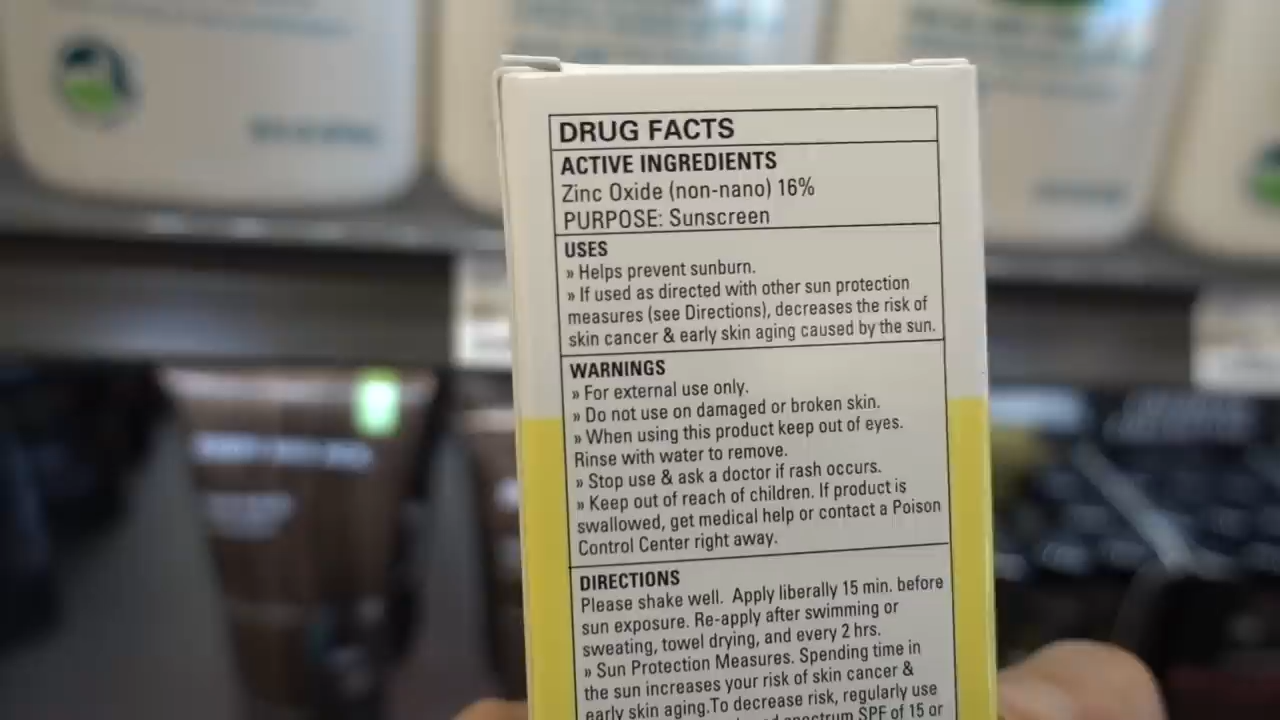 DRUG FACTS
ACTIVE INGREDIENTS
Zinc Oxide (non-nano) 16%
PURPOSE: Sunscreen
USES
» Helps prevent sunburn.
» If used as directed with other sun protection
measures (see Directions), decreases the risk of
skin cancer & early skin aging caused by the sun.
WARNINGS
» For external use only.
» Do not use on damaged or broken skin.
» When using this product keep out of eyes.
Rinse with water to remove.
» Stop use & ask a doctor if rash occurs.
» Keep out of reach of children. If product is
swallowed, get medical help or contact a Poison
Control Center right away.
DIRECTIONS
Please shake well. Apply liberally 15 min. before
sun exposure. Re-apply after swimming or
sweating, towel drying, and every 2 hrs.
» Sun Protection Measures. Spending time in
the sun increases your risk of skin cancer &
early skin aging.To decrease risk, regularly use
spectrum SPF of 15 or